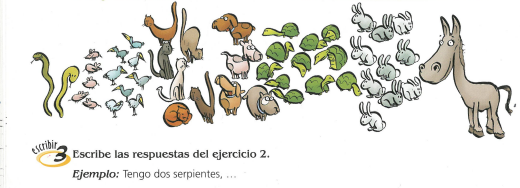 escribir 3 Escribe las respuestas del ejercicio 2.
Ejemplo: Tengo dos serpientes, …